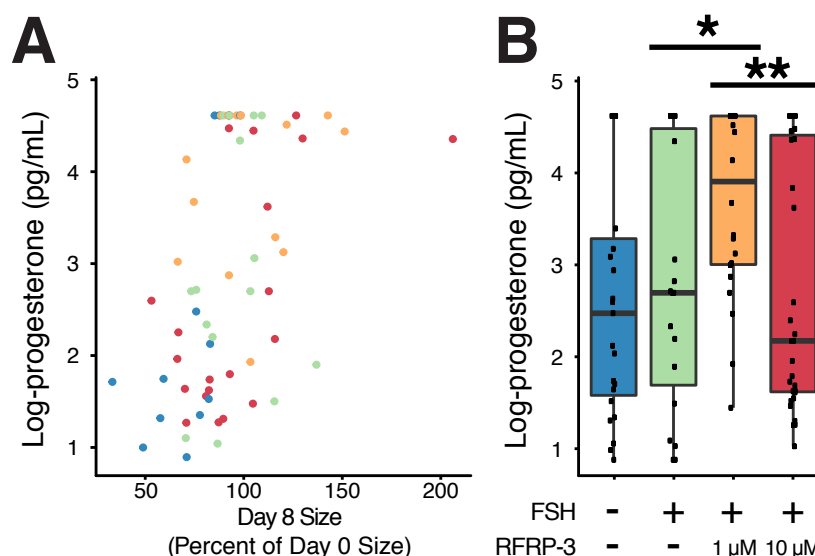 A
5
4
3
2
1
Log-progesterone (pg/mL)
50 100 150 200
Day 8 Size
(Percent of Day 0 Size)
B
*
**
5
4
3
2
1
Log-progesterone (pg/mL)
FSH - + + +
RFRP-3 - - 1 μM 10 μM